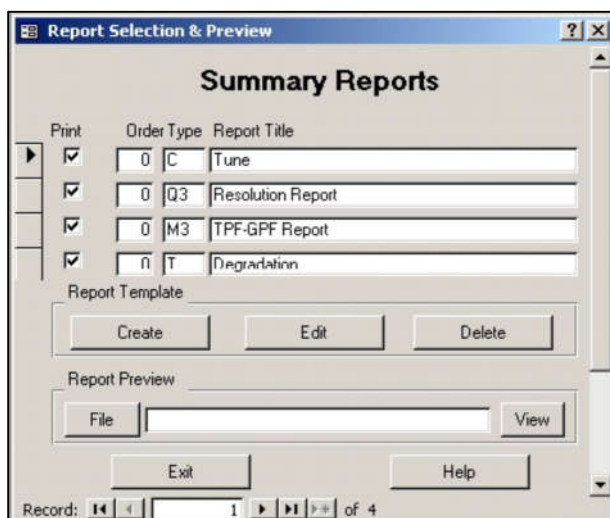 Report Selection & Preview
Summary Reports
Print Order Type Report Title
0 C Tune
0 Q3 Resolution Report
0 M3 TPF-GPF Report
0 T Degradation
Report Template
Create Edit Delete
Report Preview
File View
Exit Help
Record: 1 of 4